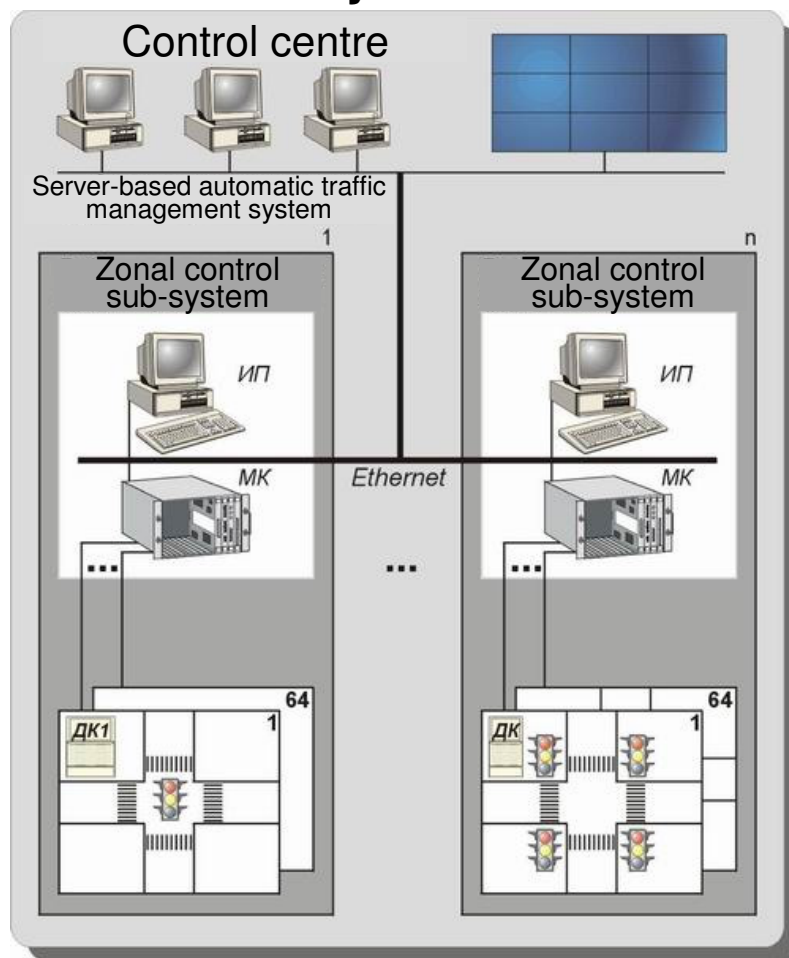 Control centre
Server-based automatic traffic
management system
1
Zonal control
sub-system
ИП
МК
...
64
1
ДК1
Ethernet
...
n
Zonal control
sub-system
ИП
МК
...
64
1
ДК